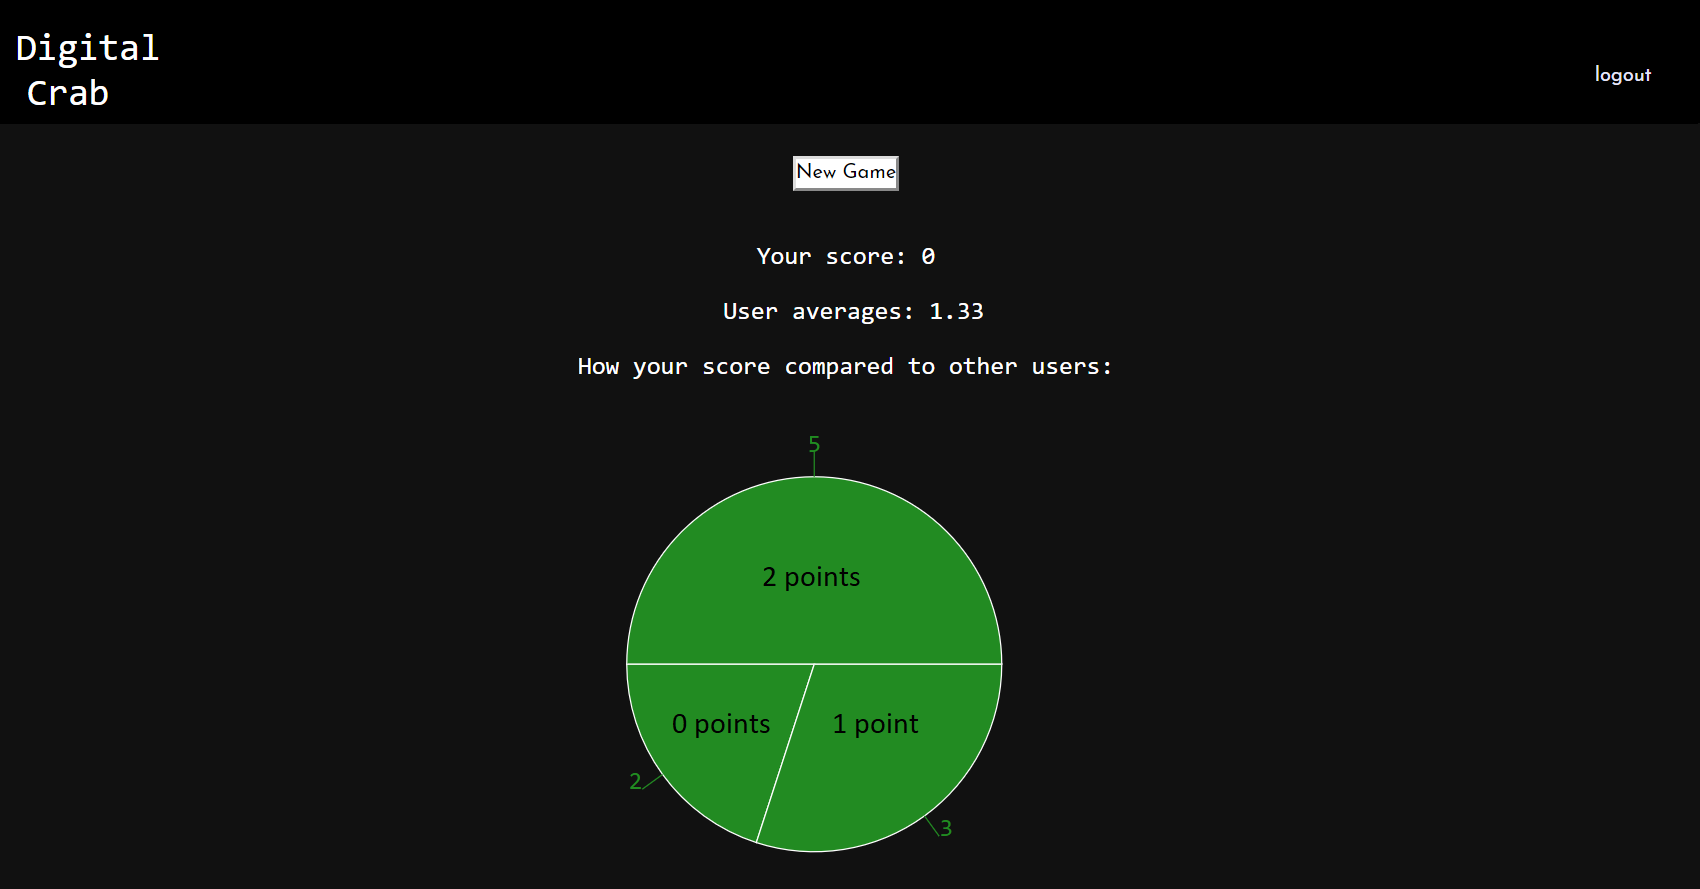 Digital
Crab
logout
New Game
Your score: 0
User averages: 1.33
How your score compared to other users:
5
2 points
0 points
1 point
2
3